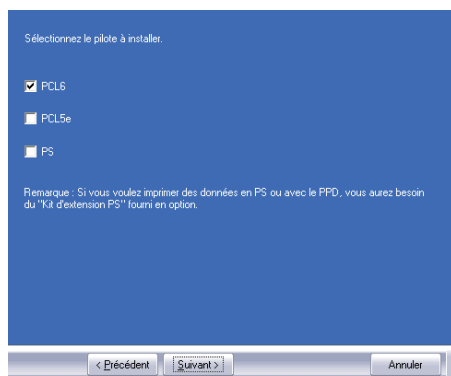 Sélectionnez le pilote à installer.
PCL6
PCL5e
PS
Remarque : Si vous voulez imprimer des données en PS ou avec le PPD, vous aurez besoin
du "Kit d'extension PS" fourni en option.
< Précédent
Suivant >
Annuler